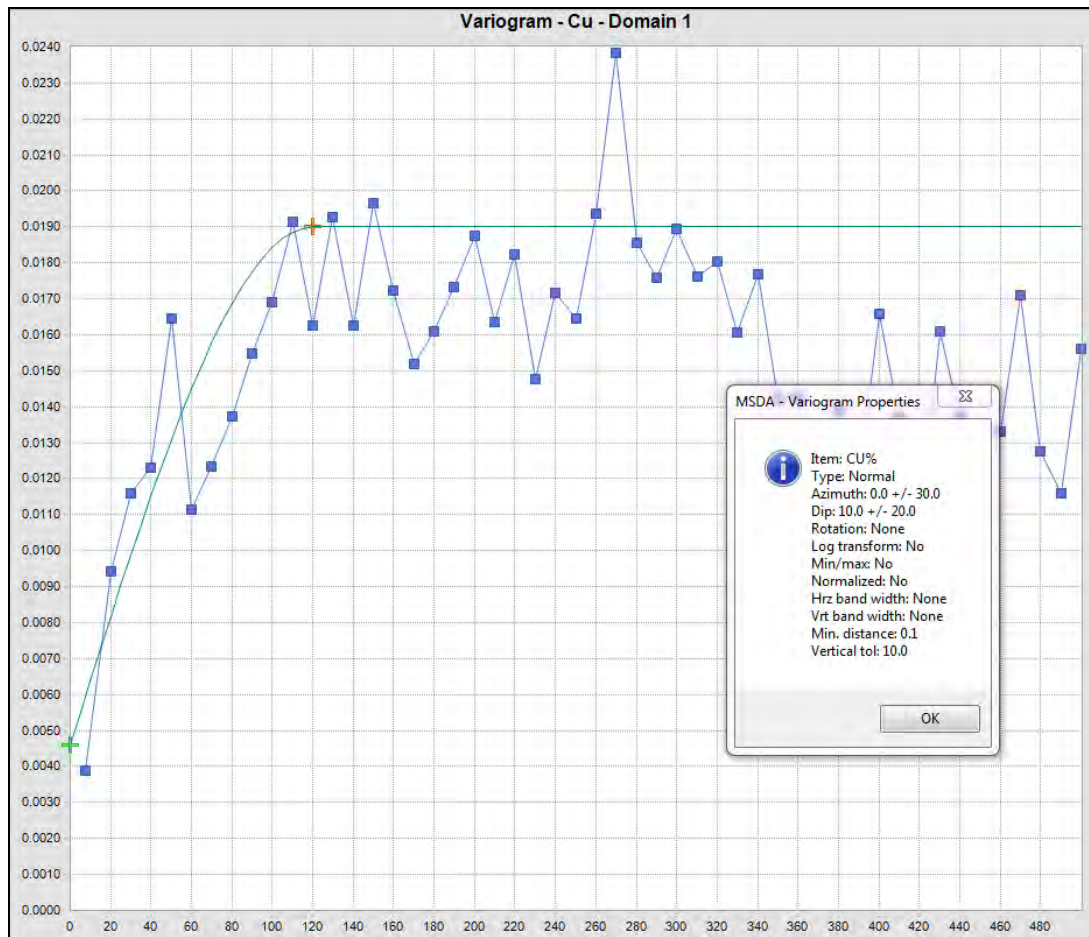 Variogram - Cu - Domain 1
0.0240
0.0230
0.0220
0.0210
0.0200
0.0190
0.0180
0.0170
0.0160
0.0150
0.0140
0.0130
0.0120
0.0110
0.0100
0.0090
0.0080
0.0070
0.0060
0.0050
0.0040
0.0030
0.0020
0.0010
0.0000
MSDA - Variogram Properties
Item: CU%
Type: Normal
Azimuth: 0.0 +/- 30.0
Dip: 10.0 +/- 20.0
Rotation: None
Log transform: No
Min/max: No
Normalized: No
Hrz band width: None
Vrt band width: None
Min. distance: 0.1
Vertical tol: 10.0
OK
0 20 40 60 80 100 120 140 160 180 200 220 240 260 280 300 320 340 360 380 400 420 440 460 480